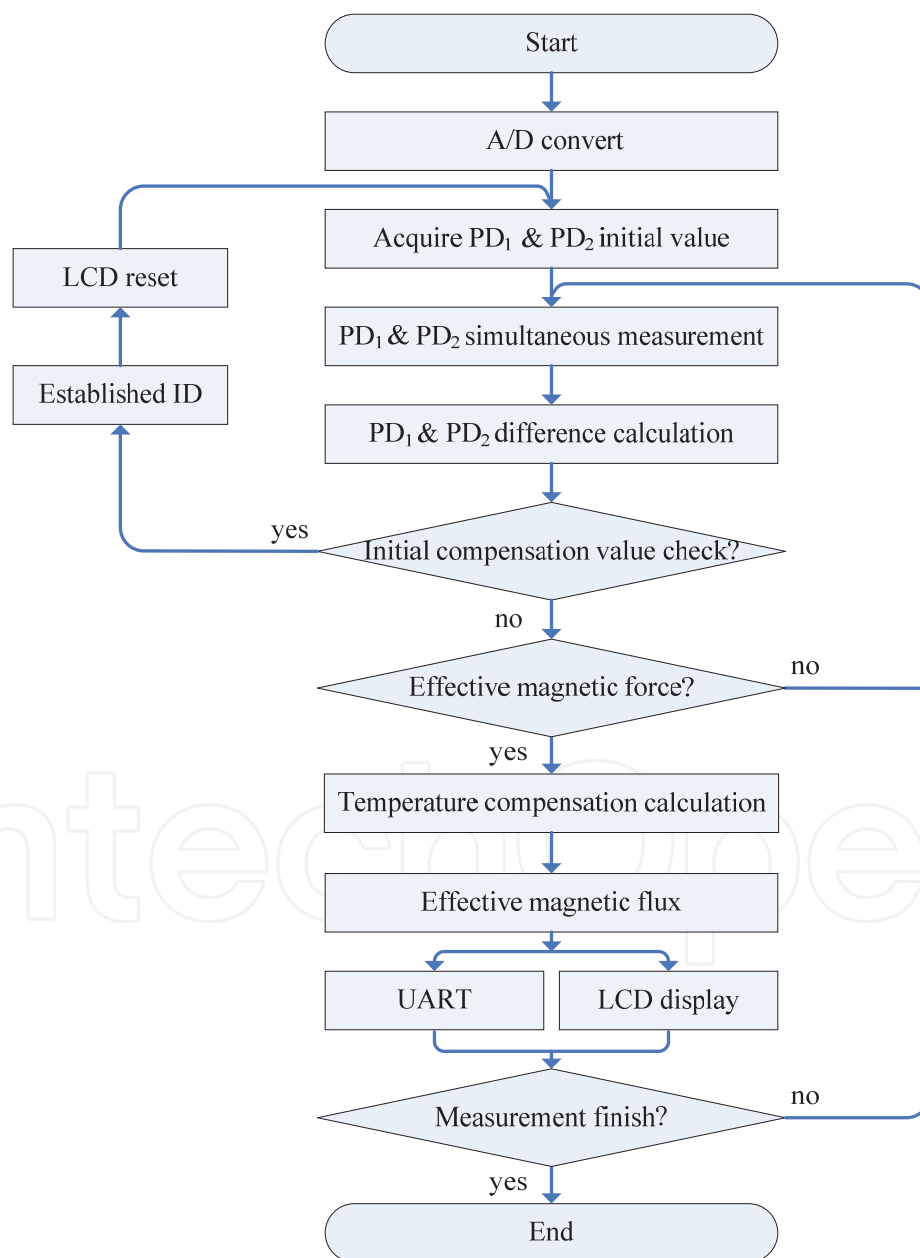 Start
A/D convert
Acquire PD₁ & PD₂ initial value
LCD reset
PD₁ & PD₂ simultaneous measurement
Established ID
PD₁ & PD₂ difference calculation
yes
Initial compensation value check?
no
Effective magnetic force?
no
yes
Temperature compensation calculation
Effective magnetic flux
UART
LCD display
Measurement finish?
no
yes
End